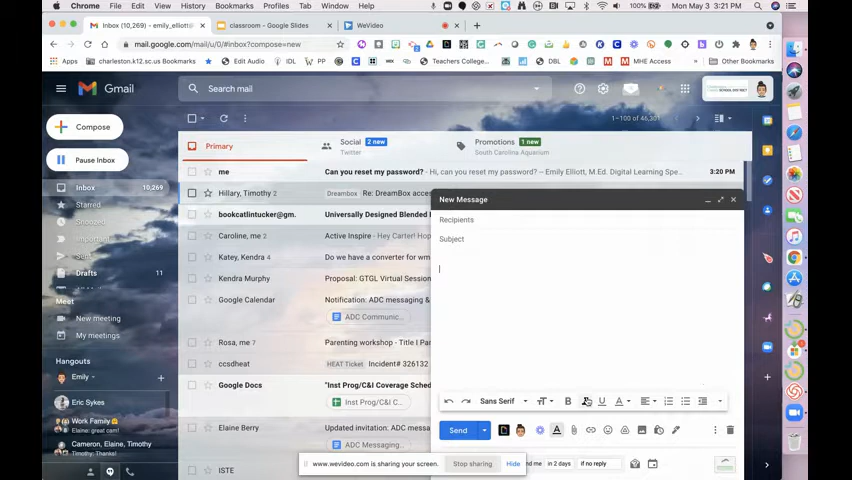 Chrome File Edit View History Bookmarks People Tab Window Help 100% Mon May 3 3:21 PM
Inbox (10,269) - emily_elliott@ classroom - Google Slides WeVideo
mail.google.com/mail/u/0/#inbox?compose=new
Apps charleston.k12.sc.us Bookmarks Edit Audio IDL PP Teachers College... DBL MHE Access Other Bookmarks
Gmail
Search mail
Compose
1–100 of 46,301
Primary
Social 2 new
Twitter
Promotions 1 new
South Carolina Aquarium
Pause Inbox
me Can you reset my password? - Hi, can you reset my password? -- Emily Elliott, M.Ed. Digital Learning Spe... 3:20 PM
Inbox 10,269
Hillary, Timothy 2 Dreambox Re: DreamBox acces
New Message
Starred
Snoozed
bookcatlintucker@gm. Universally Designed Blended l
Recipients
Important
Caroline, me 2 Active Inspire - Hey Carter! Hop
Subject
Katey, Kendra 4 Do we have a converter for wm
Drafts 11
Kendra Murphy Proposal: GTGL Virtual Session
Meet
Google Calendar Notification: ADC messaging &
New meeting
ADC Communic...
My meetings
Rosa, me 7 Parenting workshop - Title I Par
Hangouts
ccsdheat HEAT Ticket Incident# 326132
Emily
Google Docs "Inst Prog/C&I Coverage Sched
Eric Sykes
Inst Prog/C&I C...
Sans Serif
Work Family
Elaine: great cam!
Elaine Berry Updated invitation: ADC messag
Send
Cameron, Elaine, Timothy
ADC Messaging...
www.wevideo.com is sharing your screen. Stop sharing Hide
me in 2 days if no reply
ISTE